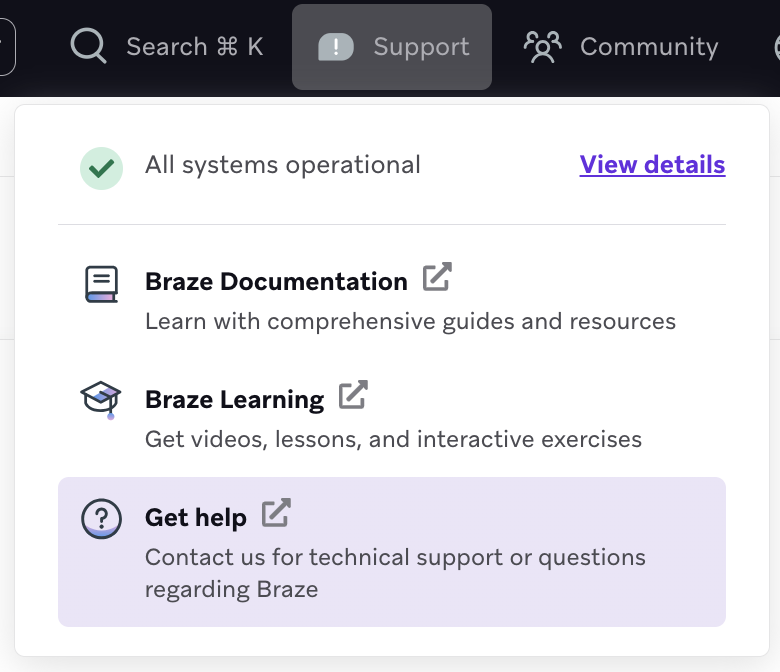 Search ⌘ K
Support
Community
All systems operational
View details
Braze Documentation
Learn with comprehensive guides and resources
Braze Learning
Get videos, lessons, and interactive exercises
Get help
Contact us for technical support or questions
regarding Braze